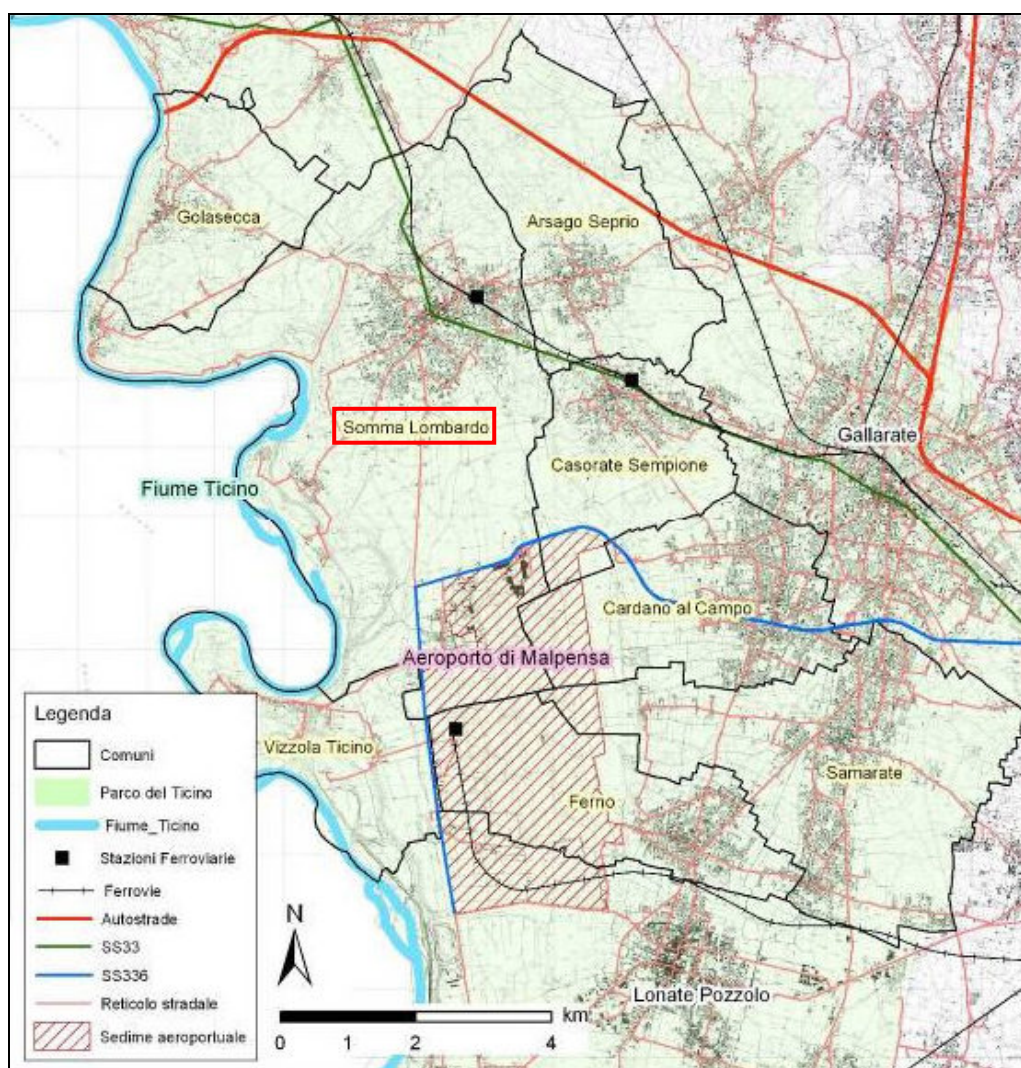 Golasecca
Arsago Seprio
Somma Lombardo
Gallarate
Casorate Sempione
Fiume Ticino
Cardano al Campo
Aeroporto di Malpensa
Vizzola Ticino
Samarate
Ferno
Lonate Pozzolo
Legenda
Comuni
Parco del Ticino
Fiume_Ticino
Stazioni Ferroviarie
Ferrovie
Autostrade
SS33
SS336
Reticolo stradale
Sedime aeroportuale
N
km
0 1 2 4